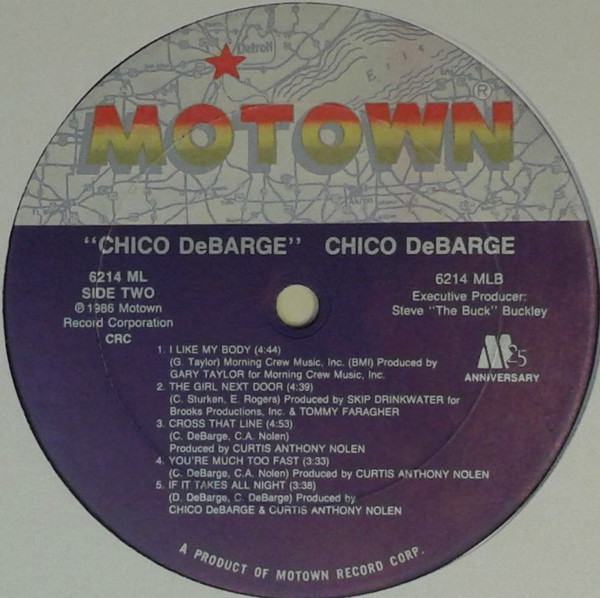 Detroit
Erie
MOTOWN®
Akron
"CHICO DeBARGE" CHICO DeBARGE
6214 ML
SIDE TWO
℗ 1986 Motown
Record Corporation
CRC
6214 MLB
Executive Producer:
Steve "The Buck" Buckley
M25
ANNIVERSARY
1. I LIKE MY BODY (4:44)
(G. Taylor) Morning Crew Music, Inc. (BMI) Produced by
GARY TAYLOR for Morning Crew Music, Inc.
2. THE GIRL NEXT DOOR (4:39)
(C. Sturken, E. Rogers) Produced by SKIP DRINKWATER for
Brooks Productions, Inc. & TOMMY FARAGHER
3. CROSS THAT LINE (4:53)
(C. DeBarge, C.A. Nolen)
Produced by CURTIS ANTHONY NOLEN
4. YOU'RE MUCH TOO FAST (3:33)
(C. DeBarge, C.A. Nolen) Produced by CURTIS ANTHONY NOLEN
5. IF IT TAKES ALL NIGHT (3:38)
(D. DeBarge, C. DeBarge) Produced by
CHICO DeBARGE & CURTIS ANTHONY NOLEN
A PRODUCT OF MOTOWN RECORD CORP.